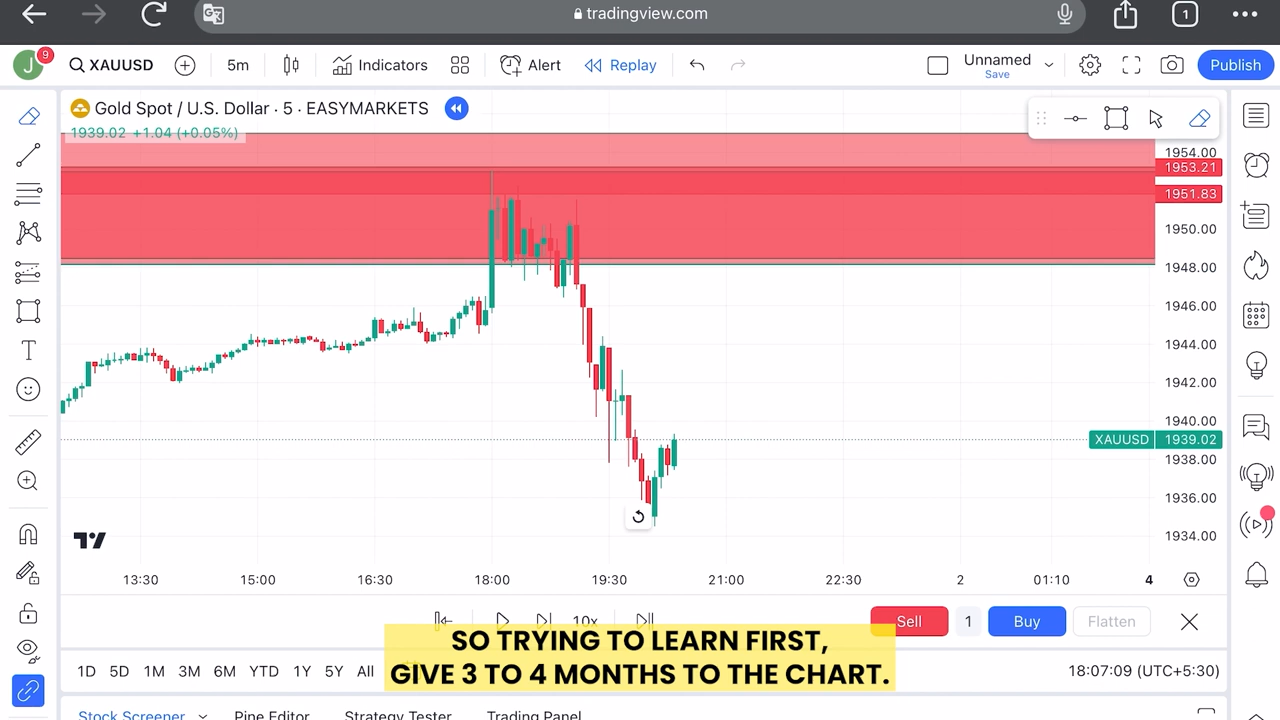 tradingview.com
1
J
9
XAUUSD
5m
Indicators
Alert
Replay
Unnamed
Save
Publish
Gold Spot / U.S. Dollar · 5 · EASYMARKETS
1939.02 +1.04 (+0.05%)
1954.00
1953.21
1951.83
1950.00
1948.00
1946.00
1944.00
1942.00
1940.00
XAUUSD 1939.02
1938.00
1936.00
1934.00
13:30 15:00 16:30 18:00 19:30 21:00 22:30 2 01:10 4
10x
Sell 1 Buy Flatten
SO TRYING TO LEARN FIRST,
GIVE 3 TO 4 MONTHS TO THE CHART.
1D 5D 1M 3M 6M YTD 1Y 5Y All
18:07:09 (UTC+5:30)
Stock Screener Pine Editor Strategy Tester Trading Panel